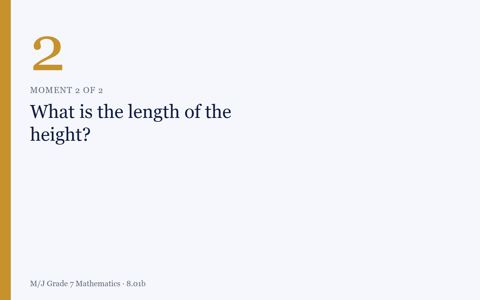 2
MOMENT 2 OF 2
What is the length of the
height?
M/J Grade 7 Mathematics · 8.01b